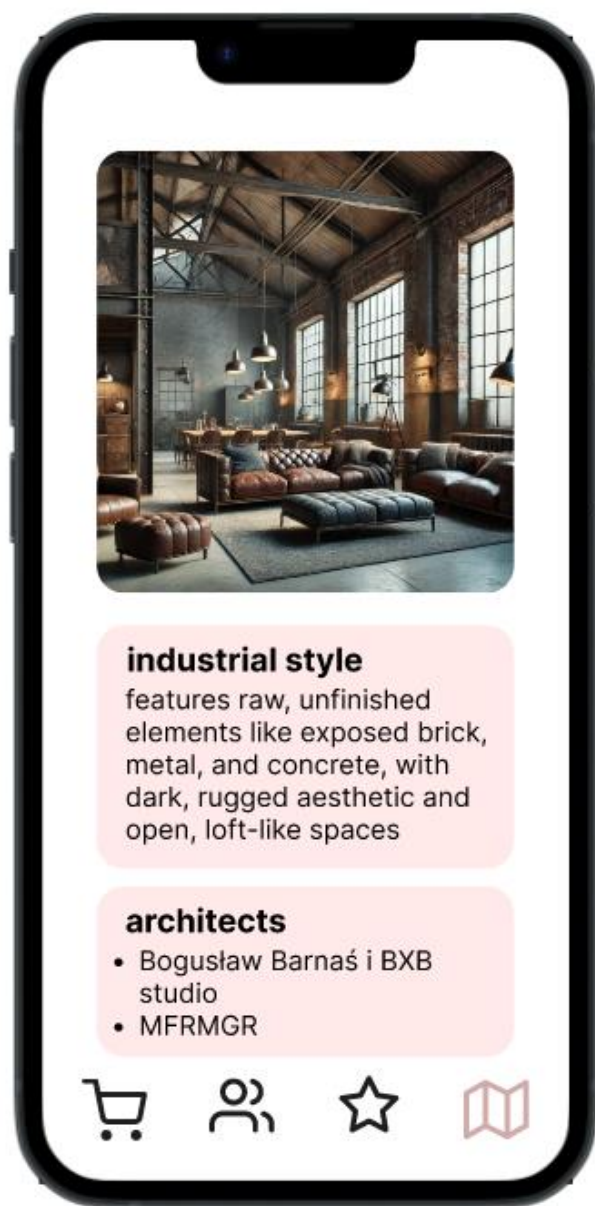 industrial style
features raw, unfinished
elements like exposed brick,
metal, and concrete, with
dark, rugged aesthetic and
open, loft-like spaces
architects
• Bogusław Barnaś i BXB
studio
• MFRMGR